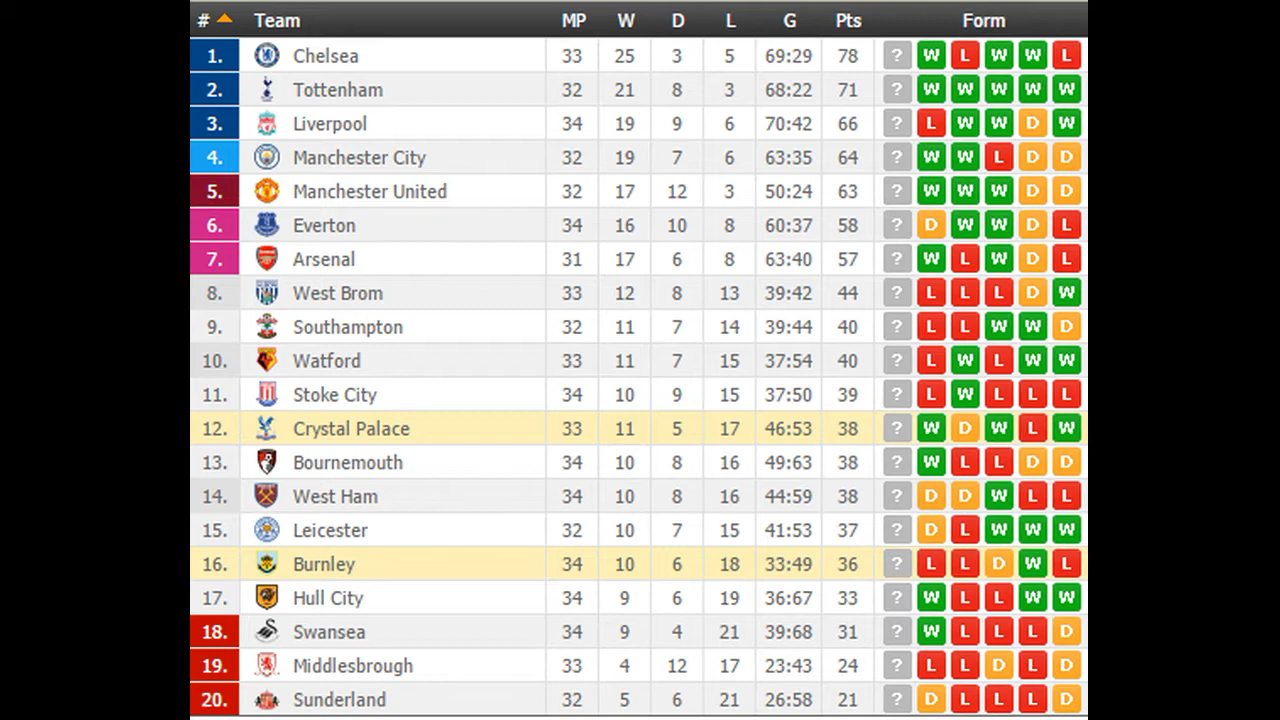 # Team MP W D L G Pts Form
1. Chelsea 33 25 3 5 69:29 78 ? W L W W L
2. Tottenham 32 21 8 3 68:22 71 ? W W W W W
3. Liverpool 34 19 9 6 70:42 66 ? L W W D W
4. Manchester City 32 19 7 6 63:35 64 ? W W L D D
5. Manchester United 32 17 12 3 50:24 63 ? W W W D D
6. Everton 34 16 10 8 60:37 58 ? D W W D L
7. Arsenal 31 17 6 8 63:40 57 ? W L W D L
8. West Brom 33 12 8 13 39:42 44 ? L L L D W
9. Southampton 32 11 7 14 39:44 40 ? L L W W D
10. Watford 33 11 7 15 37:54 40 ? L W L W W
11. Stoke City 34 10 9 15 37:50 39 ? L W L L L
12. Crystal Palace 33 11 5 17 46:53 38 ? W D W L W
13. Bournemouth 34 10 8 16 49:63 38 ? W L L D D
14. West Ham 34 10 8 16 44:59 38 ? D D W L L
15. Leicester 32 10 7 15 41:53 37 ? D L W W W
16. Burnley 34 10 6 18 33:49 36 ? L L D W L
17. Hull City 34 9 6 19 36:67 33 ? W L L W W
18. Swansea 34 9 4 21 39:68 31 ? W L L L D
19. Middlesbrough 33 4 12 17 23:43 24 ? L L D L D
20. Sunderland 32 5 6 21 26:58 21 ? D L L L D